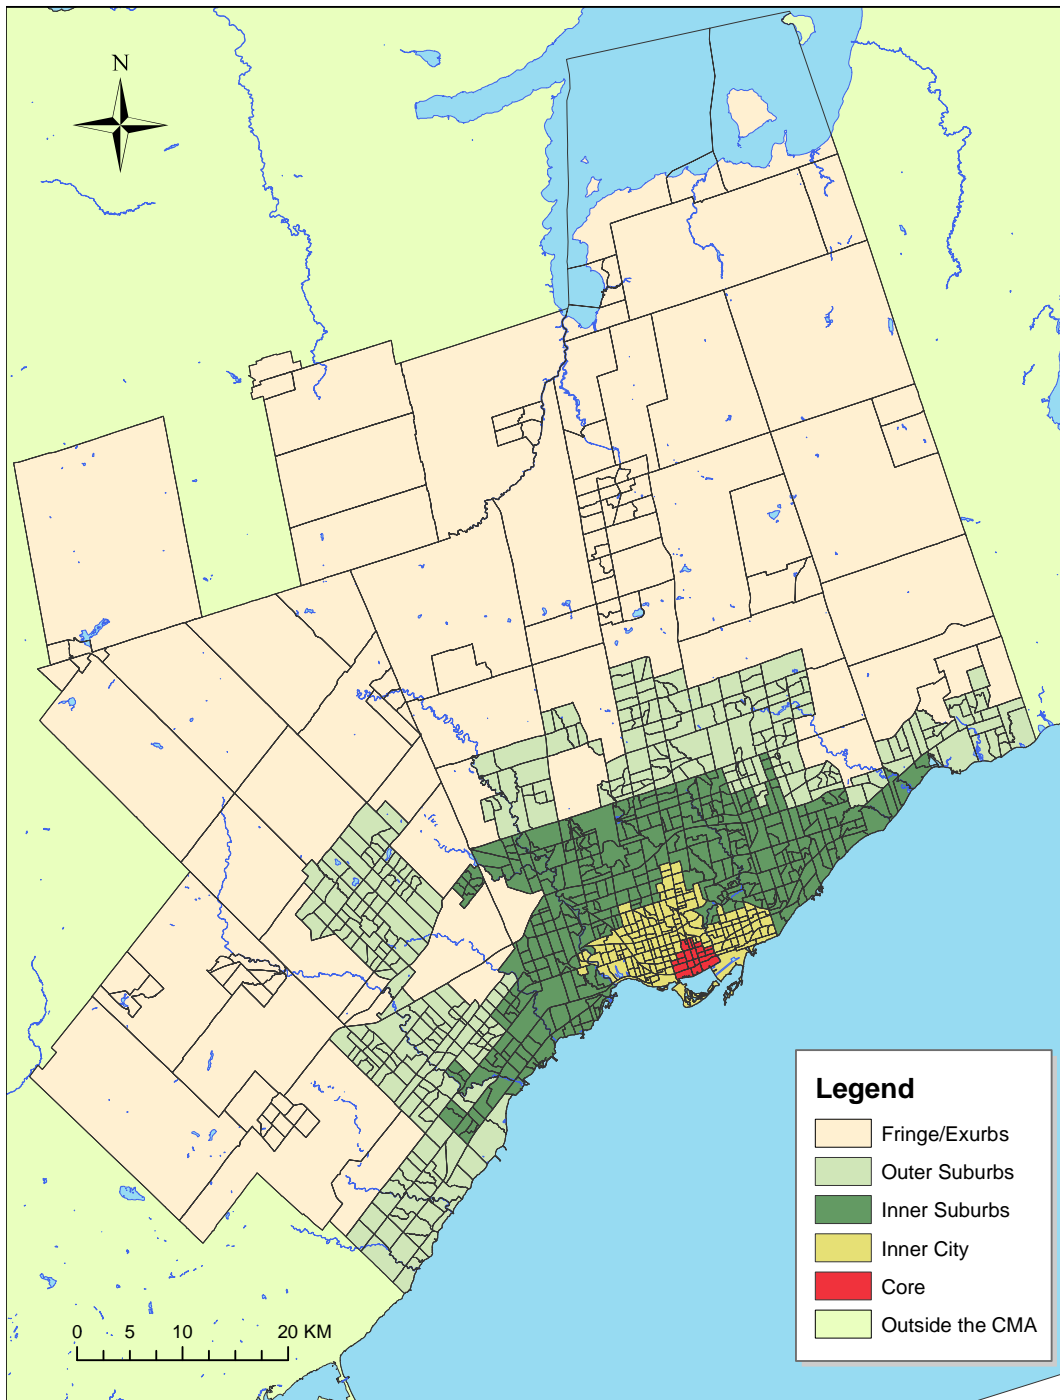 N
Legend
Fringe/Exurbs
Outer Suburbs
Inner Suburbs
Inner City
Core
Outside the CMA
0 5 10 20 KM